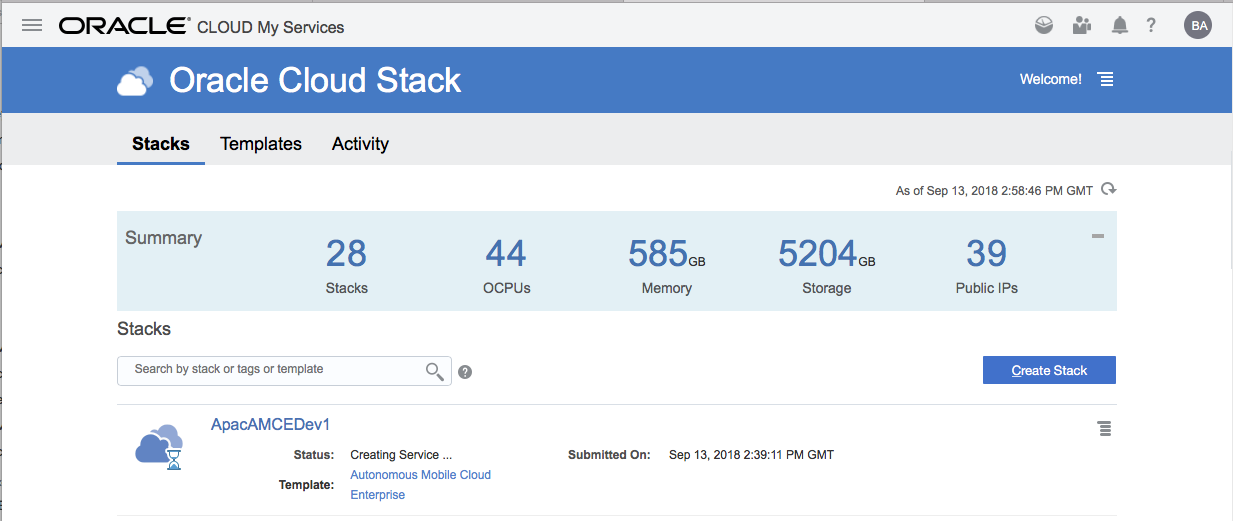 ORACLE® CLOUD My Services
? BA
Oracle Cloud Stack
Welcome!
Stacks Templates Activity
As of Sep 13, 2018 2:58:46 PM GMT
Summary
28 44 585GB 5204GB 39
Stacks OCPUs Memory Storage Public IPs
Stacks
Search by stack or tags or template ?
Create Stack
ApacAMCEDev1
Status: Creating Service ... Submitted On: Sep 13, 2018 2:39:11 PM GMT
Template: Autonomous Mobile Cloud
Enterprise